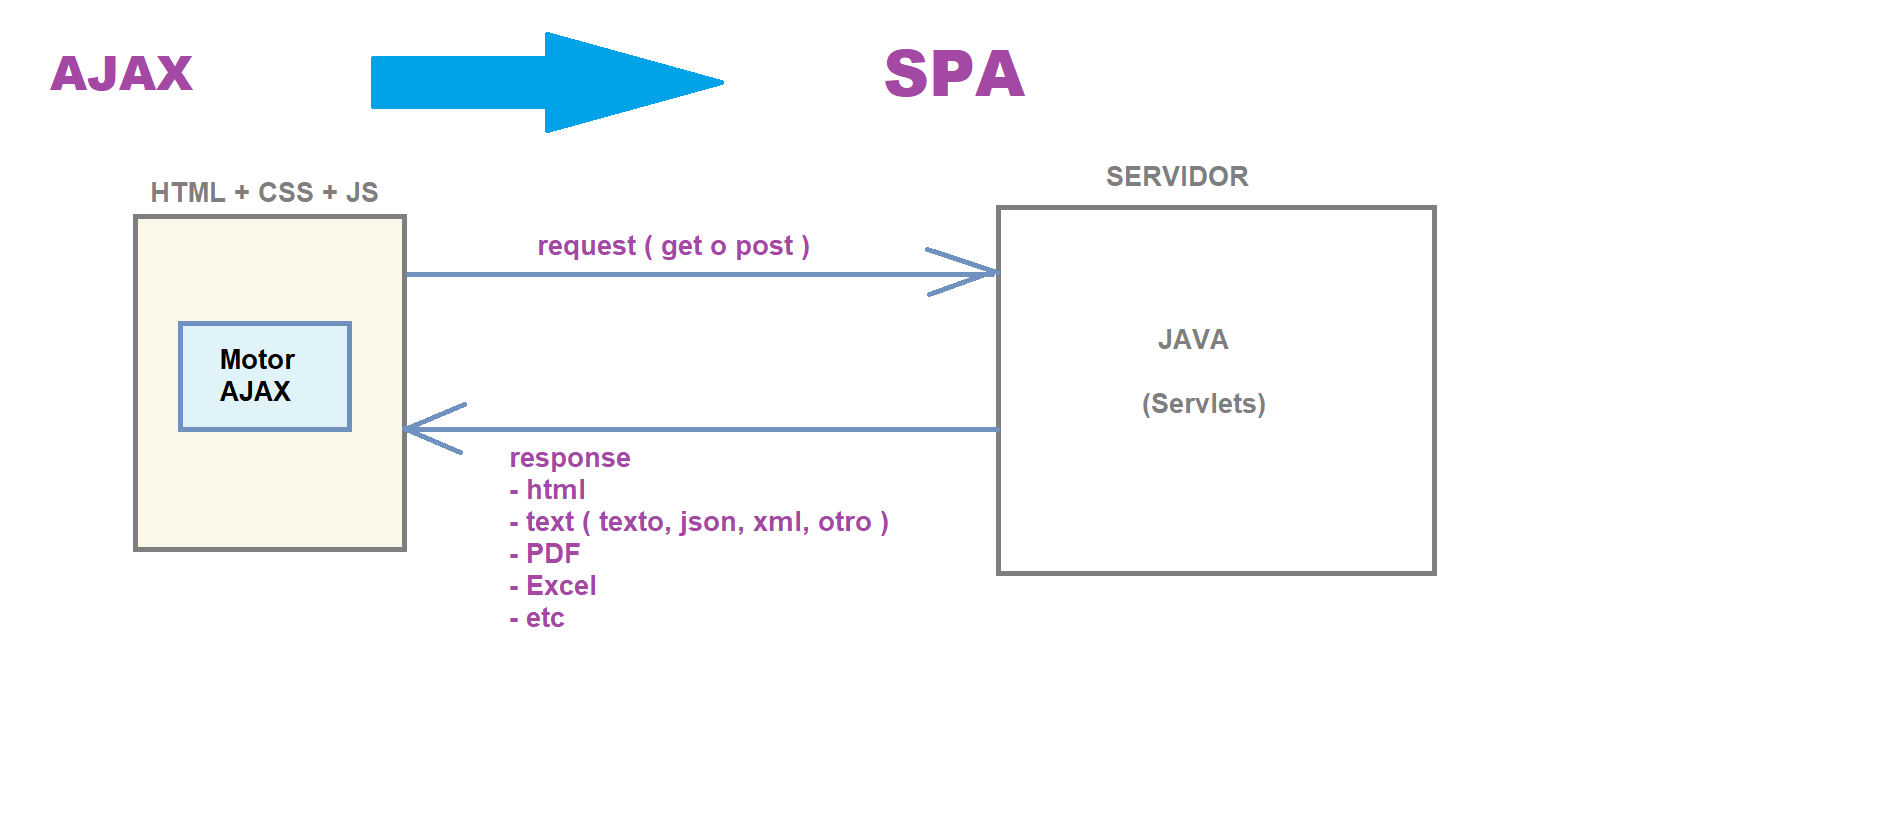 AJAX
SPA
HTML + CSS + JS
SERVIDOR
request ( get o post )
Motor
AJAX
JAVA
(Servlets)
response
- html
- text ( texto, json, xml, otro )
- PDF
- Excel
- etc